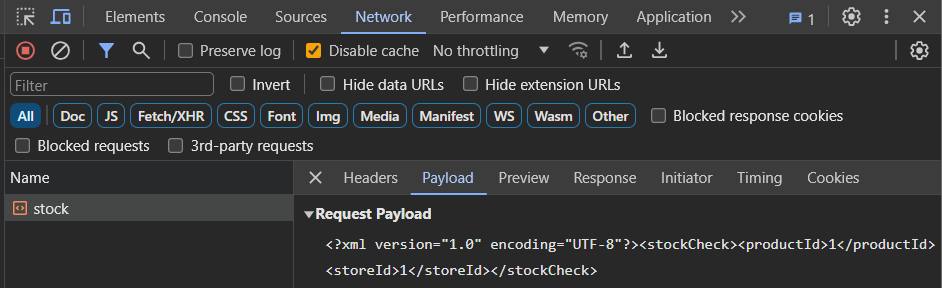 Elements Console Sources Network Performance Memory Application 1
Preserve log Disable cache No throttling
Filter Invert Hide data URLs Hide extension URLs
All Doc JS Fetch/XHR CSS Font Img Media Manifest WS Wasm Other Blocked response cookies
Blocked requests 3rd-party requests
Name Headers Payload Preview Response Initiator Timing Cookies
stock Request Payload
<?xml version="1.0" encoding="UTF-8"?><stockCheck><productId>1</productId>
<storeId>1</storeId></stockCheck>